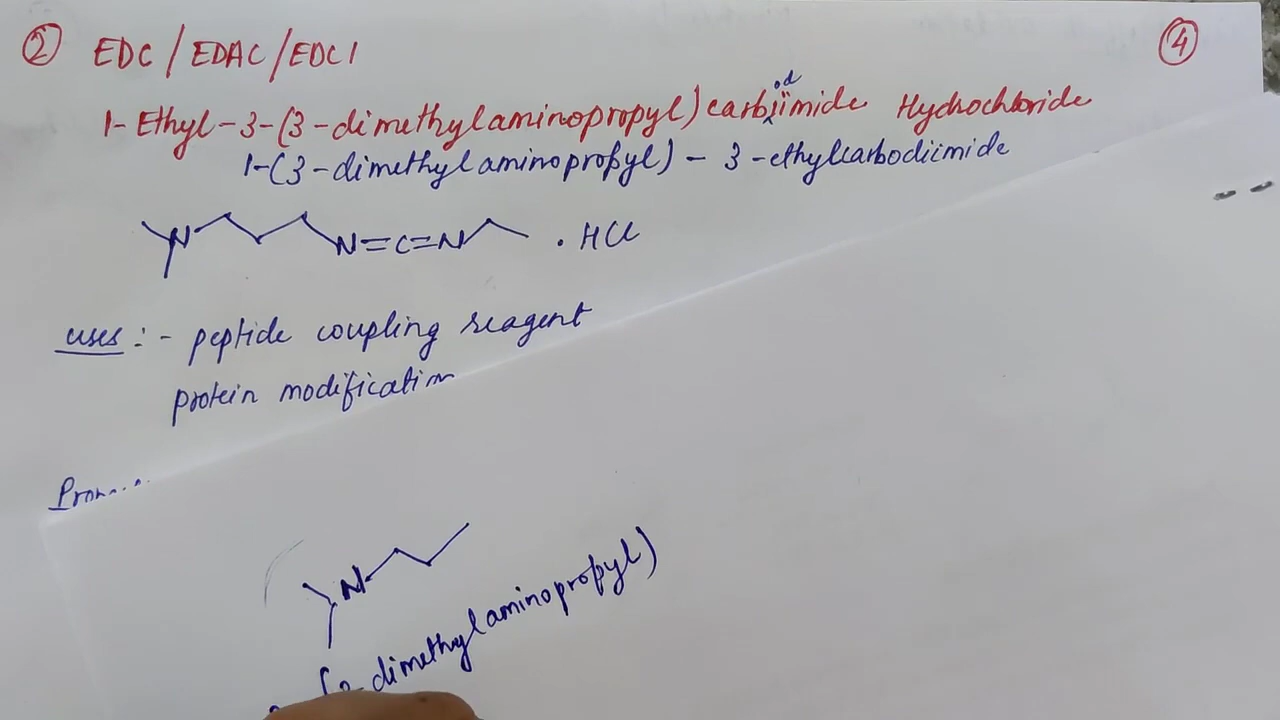 ② EDC / EDAC / EDCI
④
od
1-Ethyl-3-(3-dimethylaminopropyl) carbiimide Hydrochloride
1-(3-dimethylaminopropyl) - 3-ethylcarbodiimide
N=C=N . HCl
N
uses :- peptide coupling reagent
protein modification
N
dimethylaminopropyl)